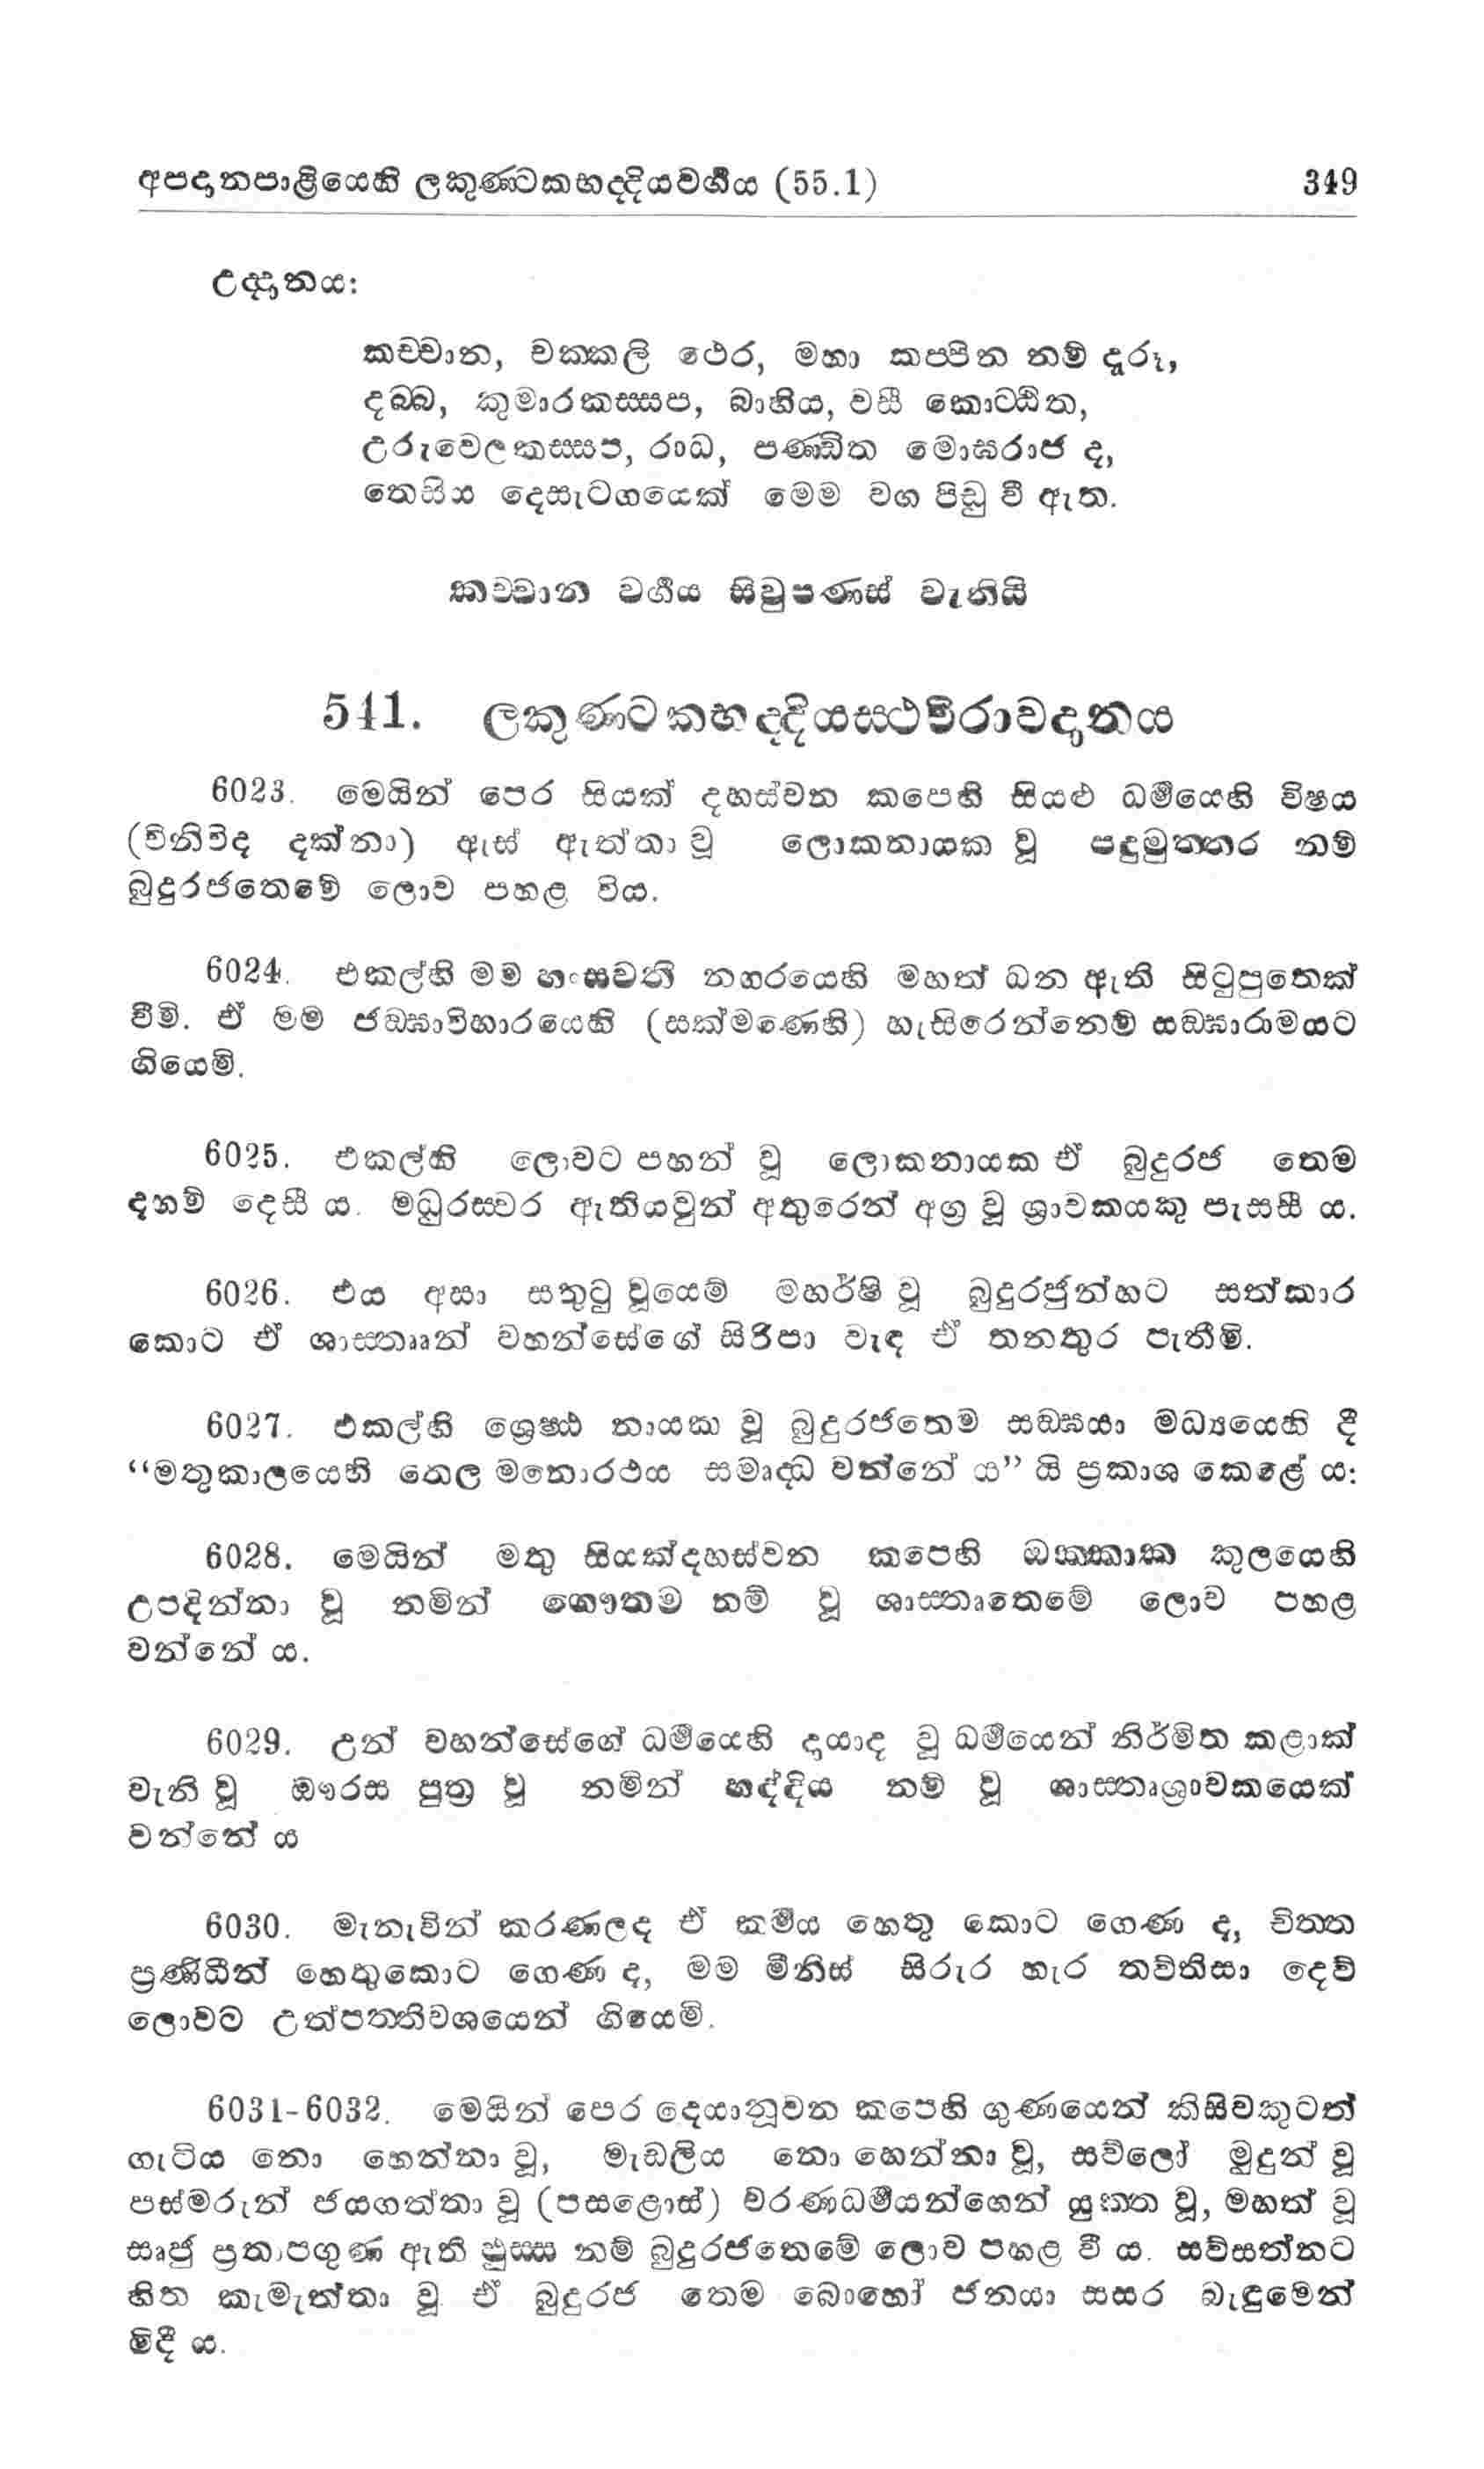 අපදානපාළියෙහි ලකුණ්ටකභද්දියවර්ගය (55.1) 349
උද්දානය:
කච්චාන, වක්කලි ථෙර, මහා කප්පින නම් දූරූ,
දබ්බ, කුමාරකස්සප, බාහිය, වසී කොට්ඨිත,
උරුවෙලකස්සප, රාධ, පණ්ඩිත මොඝරාජ ද,
තෙසිය දෙසැටගයෙක් මෙම වග පිඩු වී ඇත.
කච්චාන වර්ගය සිවුපණස් වැනියි
541. ලකුණ්ටකභද්දියස්ථවිරාවදානය
6023. මෙයින් පෙර සියක් දහස්වන කපෙහි සියළු ධර්මයෙහි විෂය
(විනිවිද දක්නා) ඇස් ඇත්තා වූ ලොකනායක වූ පදුමුත්තර නම්
බුදුරජතෙමේ ලොව පහළ විය.
6024. එකල්හි මම හංසවතී නගරයෙහි මහත් ධන ඇති සිටුපුතෙක්
වීමි. ඒ මම ජඞ්ඝාවිහාරයෙහි (සක්මණෙහි) හැසිරෙන්නෙම් සඞ්ඝාරාමයට
ගියෙමි.
6025. එකල්හි ලොවට පහන් වූ ලොකනායක ඒ බුදුරජ තෙම
දහම් දෙසී ය. මධුරස්වර ඇතියවුන් අතුරෙන් අග්‍ර වූ ශ්‍රාවකයකු පැසසී ය.
6026. එය අසා සතුටු වූයෙම් මහර්ෂි වූ බුදුරජුන්හට සත්කාර
කොට ඒ ශාස්තෲන් වහන්සේගේ සිරිපා වැඳ ඒ තනතුර පැතීමි.
6027. එකල්හි ශ්‍රෙෂ්ඨ නායක වූ බුදුරජතෙම සඞ්ඝයා මධ්‍යයෙහි දී
“මතුකාලයෙහි තෙල මනොරථය සමෘද්ධ වන්නේ ය” යි ප්‍රකාශ කෙළේ ය:
6028. මෙයින් මතු සියක්දහස්වන කපෙහි ඔක්කාක කුලයෙහි
උපදින්නා වූ නමින් ගෞතම නම් වූ ශාස්තෘතෙමේ ලොව පහළ
වන්නේ ය.
6029. උන් වහන්සේගේ ධර්මයෙහි දායාද වූ ධර්මයෙන් නිර්මිත කළාක්
වැනි වූ ඖරස පුත්‍ර වූ නමින් භද්දිය නම් වූ ශාස්තෘශ්‍රාවකයෙක්
වන්නේ ය
6030. මැනැවින් කරණලද ඒ කර්මය හෙතු කොට ගෙණ ද, චිත්ත
ප්‍රණිධීන් හෙතුකොට ගෙණ ද, මම මිනිස් සිරුර හැර තව්තිසා දෙව්
ලොවට උත්පත්තිවශයෙන් ගියෙමි.
6031-6032. මෙයින් පෙර දෙයානූවන කපෙහි ගුණයෙන් කිසිවකුටත්
ගැටිය නො හෙන්නා වූ, මැඩලිය නො හෙන්නා වූ, සව්ලෝ මුදුන් වූ
පස්මරුන් ජයගත්තා වූ (පසළොස්) චරණධර්මයන්ගෙන් යුක්ත වූ, මහත් වූ
සෘජු ප්‍රතාපගුණ ඇති ඵුස්ස නම් බුදුරජතෙමේ ලොව පහළ වී ය. සව්සත්නට
හිත කැමැත්තා වූ ඒ බුදුරජ තෙම බොහෝ ජනයා සසර බැඳුමෙන්
මිදී ය.